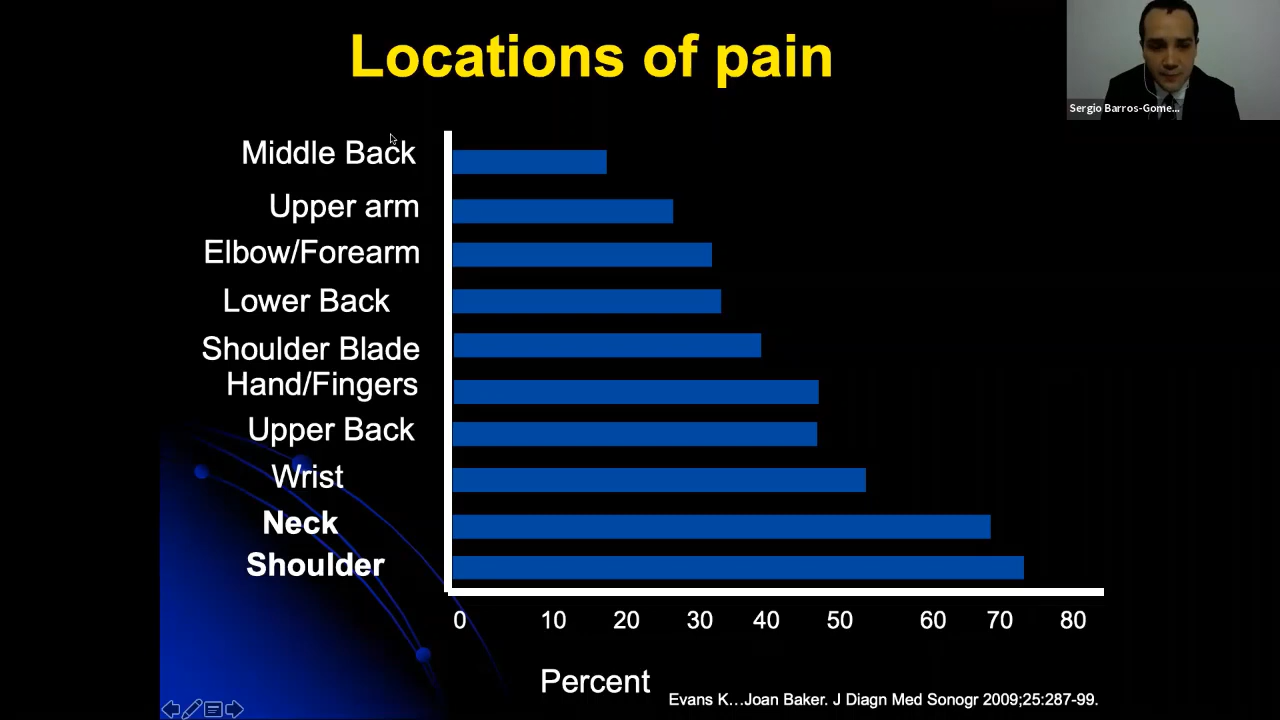 Locations of pain
Sergio Barros-Gome...
Middle Back
Upper arm
Elbow/Forearm
Lower Back
Shoulder Blade
Hand/Fingers
Upper Back
Wrist
Neck
Shoulder
0 10 20 30 40 50 60 70 80
Percent
Evans K…Joan Baker. J Diagn Med Sonogr 2009;25:287-99.